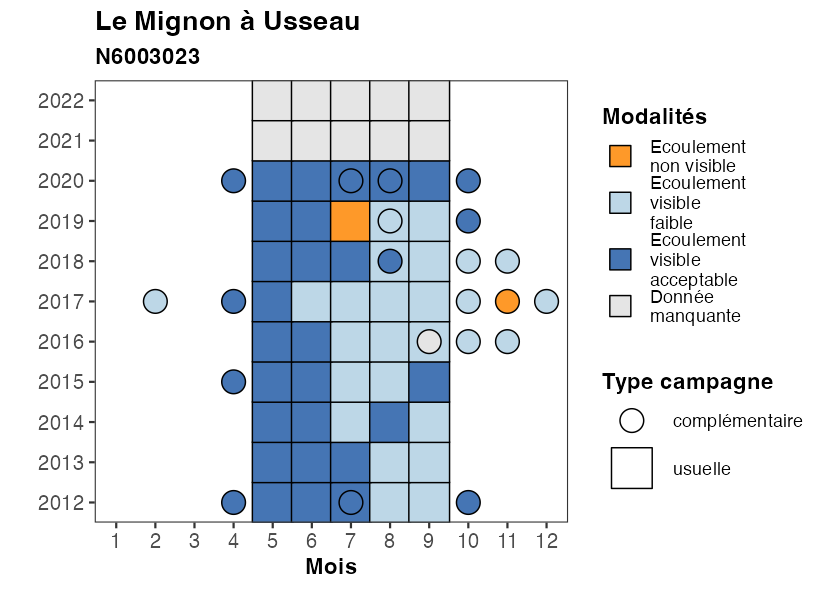 Le Mignon à Usseau
N6003023
2022
2021
2020
2019
2018
2017
2016
2015
2014
2013
2012
1 2 3 4 5 6 7 8 9 10 11 12
Mois
Modalités
Ecoulement
non visible
Ecoulement
visible
faible
Ecoulement
visible
acceptable
Donnée
manquante
Type campagne
complémentaire
usuelle